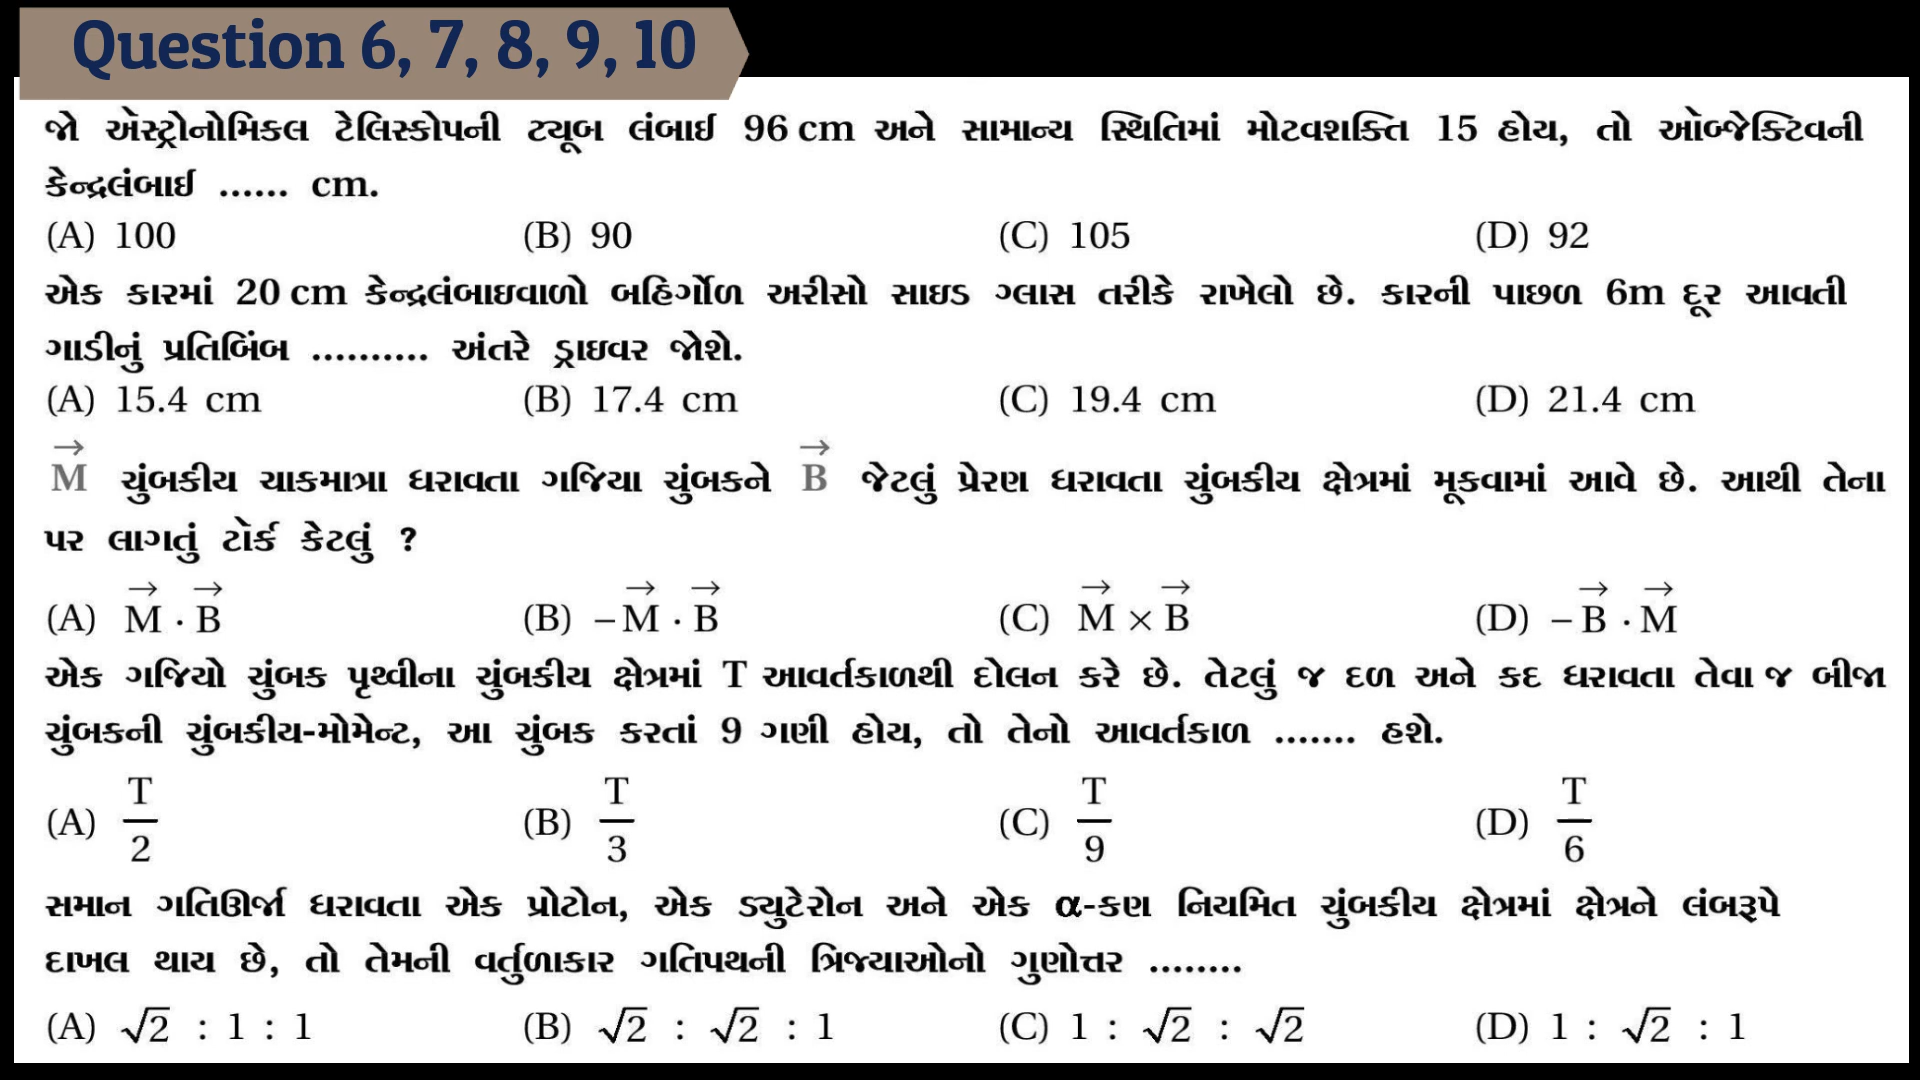 Question 6, 7, 8, 9, 10
જો એસ્ટ્રોનોમિકલ ટેલિસ્કોપની ટ્યૂબ લંબાઈ 96 cm અને સામાન્ય સ્થિતિમાં મોટવશક્તિ 15 હોય, તો ઓબ્જેક્ટિવની
કેન્દ્રલંબાઈ ...... cm.
(A) 100 (B) 90 (C) 105 (D) 92
એક કારમાં 20 cm કેન્દ્રલંબાઇવાળો બહિર્ગોળ અરીસો સાઇડ ગ્લાસ તરીકે રાખેલો છે. કારની પાછળ 6m દૂર આવતી
ગાડીનું પ્રતિબિંબ .......... અંતરે ડ્રાઇવર જોશે.
(A) 15.4 cm (B) 17.4 cm (C) 19.4 cm (D) 21.4 cm
M⃗ ચુંબકીય ચાકમાત્રા ધરાવતા ગજિયા ચુંબકને B⃗ જેટલું પ્રેરણ ધરાવતા ચુંબકીય ક્ષેત્રમાં મૂકવામાં આવે છે. આથી તેના
પર લાગતું ટૉર્ક કેટલું ?
(A) M⃗ · B⃗ (B) –M⃗ · B⃗ (C) M⃗ × B⃗ (D) –B⃗ · M⃗
એક ગજિયો ચુંબક પૃથ્વીના ચુંબકીય ક્ષેત્રમાં T આવર્તકાળથી દોલન કરે છે. તેટલું જ દળ અને કદ ધરાવતા તેવા જ બીજા
ચુંબકની ચુંબકીય-મોમેન્ટ, આ ચુંબક કરતાં 9 ગણી હોય, તો તેનો આવર્તકાળ ....... હશે.
(A) T/2 (B) T/3 (C) T/9 (D) T/6
સમાન ગતિઊર્જા ધરાવતા એક પ્રોટોન, એક ડ્યુટેરોન અને એક α-કણ નિયમિત ચુંબકીય ક્ષેત્રમાં ક્ષેત્રને લંબરૂપે
દાખલ થાય છે, તો તેમની વર્તુળાકાર ગતિપથની ત્રિજ્યાઓનો ગુણોત્તર ........
(A) √2 : 1 : 1 (B) √2 : √2 : 1 (C) 1 : √2 : √2 (D) 1 : √2 : 1